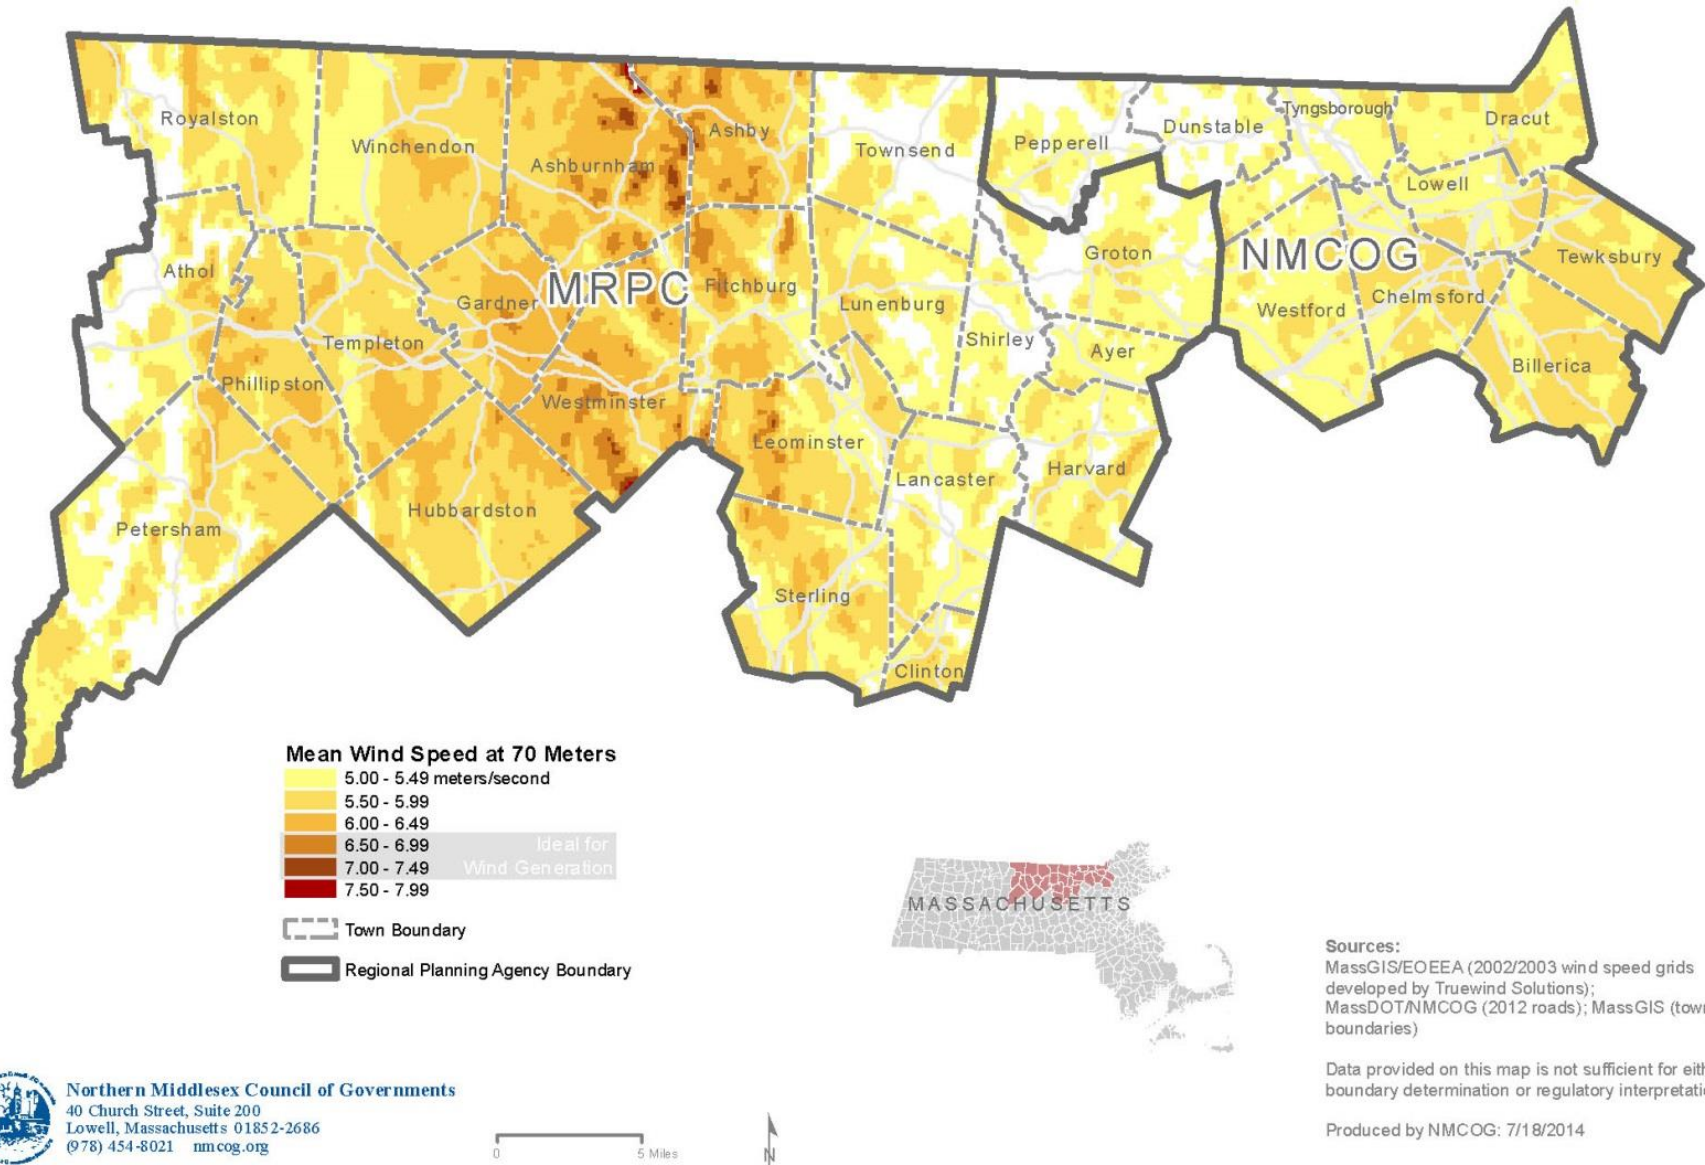 Royalston
Winchendon
Ashburnham
Ashby
Townsend
Pepperell
Dunstable
Tyngsborough
Dracut
Lowell
Athol
Gardner
MRPC
Fitchburg
Lunenburg
Groton
NMCOG
Tewksbury
Templeton
Shirley
Ayer
Westford
Chelmsford
Billerica
Phillipston
Westminster
Leominster
Lancaster
Harvard
Petersham
Hubbardston
Sterling
Clinton
Mean Wind Speed at 70 Meters
5.00 - 5.49 meters/second
5.50 - 5.99
6.00 - 6.49
6.50 - 6.99 Ideal for
7.00 - 7.49 Wind Generation
7.50 - 7.99
Town Boundary
Regional Planning Agency Boundary
MASSACHUSETTS
Sources:
MassGIS/EOEEA (2002/2003 wind speed grids
developed by Truewind Solutions);
MassDOT/NMCOG (2012 roads); MassGIS (town
boundaries)
Data provided on this map is not sufficient for
boundary determination or regulatory
Produced by NMCOG: 7/18/2014
Northern Middlesex Council of Governments
40 Church Street, Suite 200
Lowell, Massachusetts 01852-2686
(978) 454-8021 nmcog.org
0 5 Miles
N